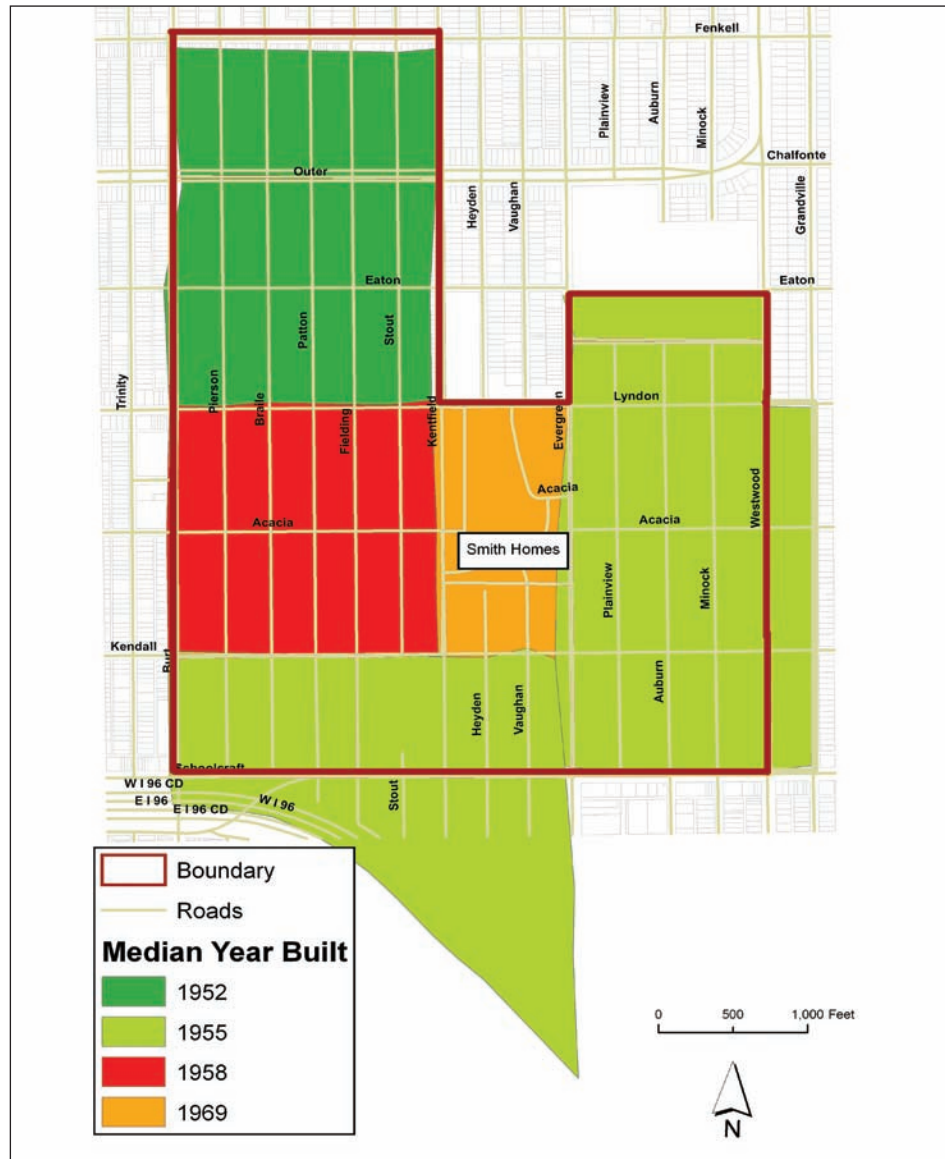 Fenkell
Plainview
Auburn
Minock
Chalfonte
Outer
Heyden
Vaughan
Grandville
Eaton
Eaton
Patton
Stout
Trinity
Pierson
Braile
Fielding
Kentfield
Evergreen
Lyndon
Westwood
Acacia
Acacia
Acacia
Smith Homes
Plainview
Minock
Kendall
Burt
Heyden
Vaughan
Auburn
Schoolcraft
W I 96 CD
E I 96
E I 96 CD
W I 96
Stout
Boundary
Roads
Median Year Built
1952
1955
1958
1969
0 500 1,000 Feet
N